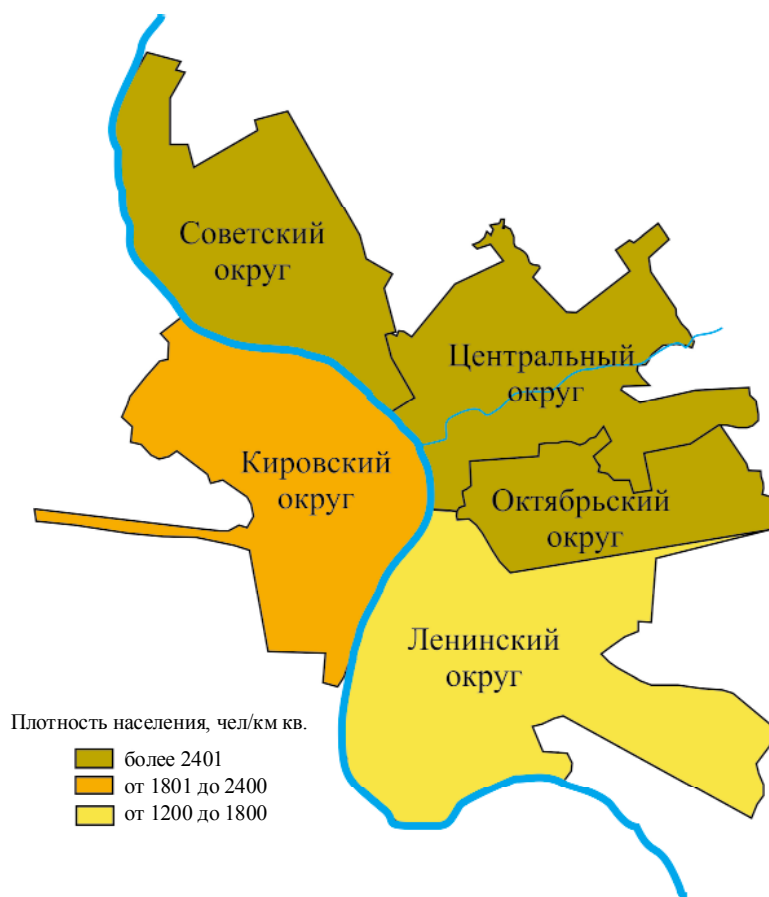 Советский
округ
Центральный
округ
Кировский
округ
Октябрьский
округ
Ленинский
округ
Плотность населения, чел/км кв.
более 2401
от 1801 до 2400
от 1200 до 1800